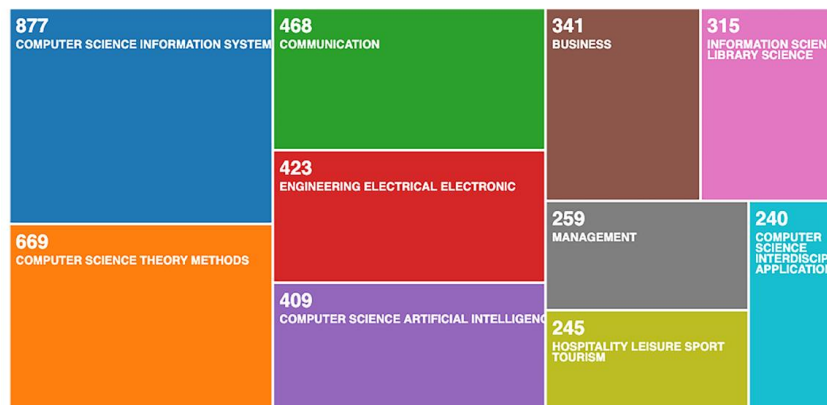 877
COMPUTER SCIENCE INFORMATION SYSTEM
669
COMPUTER SCIENCE THEORY METHODS
468
COMMUNICATION
423
ENGINEERING ELECTRICAL ELECTRONIC
409
COMPUTER SCIENCE ARTIFICIAL INTELLIGENC
341
BUSINESS
315
INFORMATION SCIEN
LIBRARY SCIENCE
259
MANAGEMENT
245
HOSPITALITY LEISURE SPORT
TOURISM
240
COMPUTER
SCIENCE
INTERDISCIP
APPLICATIO